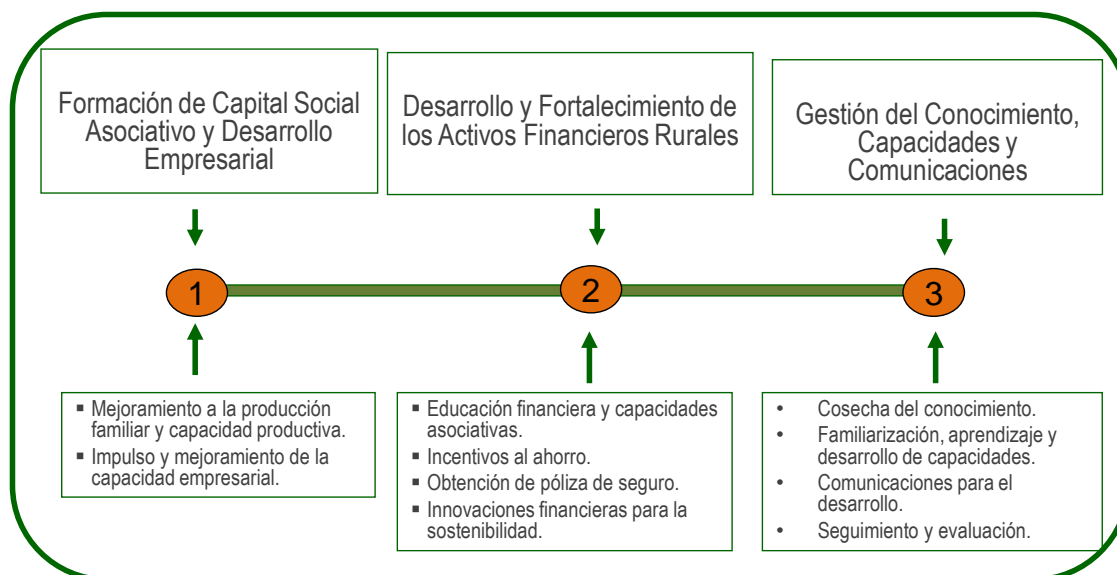 Formación de Capital Social
Asociativo y Desarrollo
Empresarial
Desarrollo y Fortalecimiento de
los Activos Financieros Rurales
Gestión del Conocimiento,
Capacidades y
Comunicaciones
1
2
3
▪ Mejoramiento a la producción
familiar y capacidad productiva.
▪ Impulso y mejoramiento de la
capacidad empresarial.
▪ Educación financiera y capacidades
asociativas.
▪ Incentivos al ahorro.
▪ Obtención de póliza de seguro.
▪ Innovaciones financieras para la
sostenibilidad.
• Cosecha del conocimiento.
• Familiarización, aprendizaje y
desarrollo de capacidades.
• Comunicaciones para el
desarrollo.
• Seguimiento y evaluación.